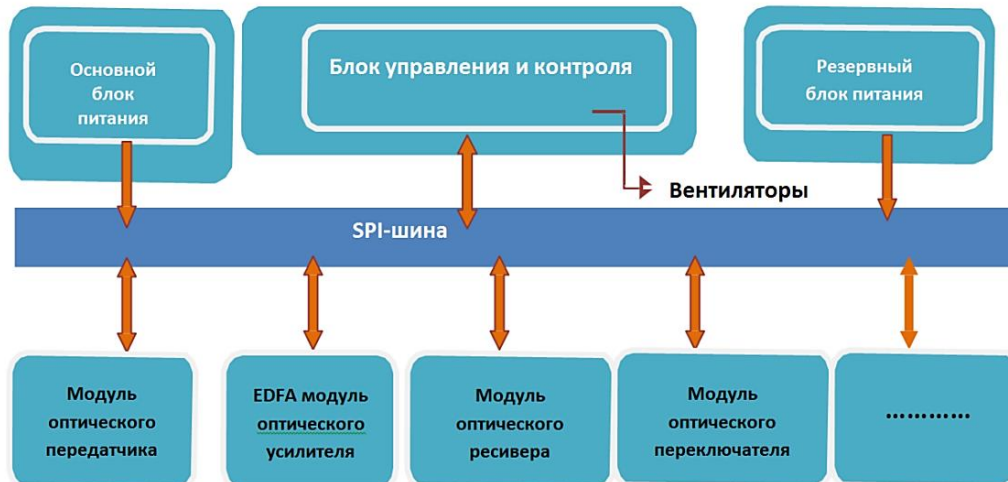 Основной
блок
питания
Блок управления и контроля
Резервный
блок питания
Вентиляторы
SPI-шина
Модуль
оптического
передатчика
EDFA модуль
оптического
усилителя
Модуль
оптического
ресивера
Модуль
оптического
переключателя
…………